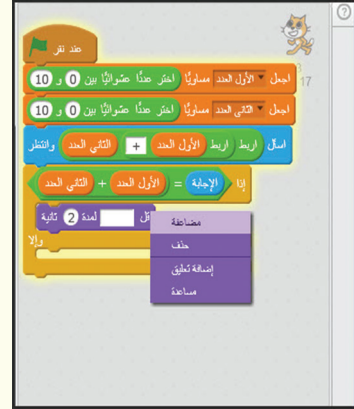 عند نقر
اجعل العدد الأول مساويًا اختر عددًا عشوائيًّا بين 0 و 10
اجعل العدد الثاني مساويًا اختر عددًا عشوائيًّا بين 0 و 10
اسأل اربط اربط العدد الأول + العدد الثاني وانتظر
إذا الإجابة = العدد الأول + العدد الثاني
قل لمدة 2 ثانية
وإلا
مضاعفة
حذف
إضافة تعليق
مساعدة
17
?